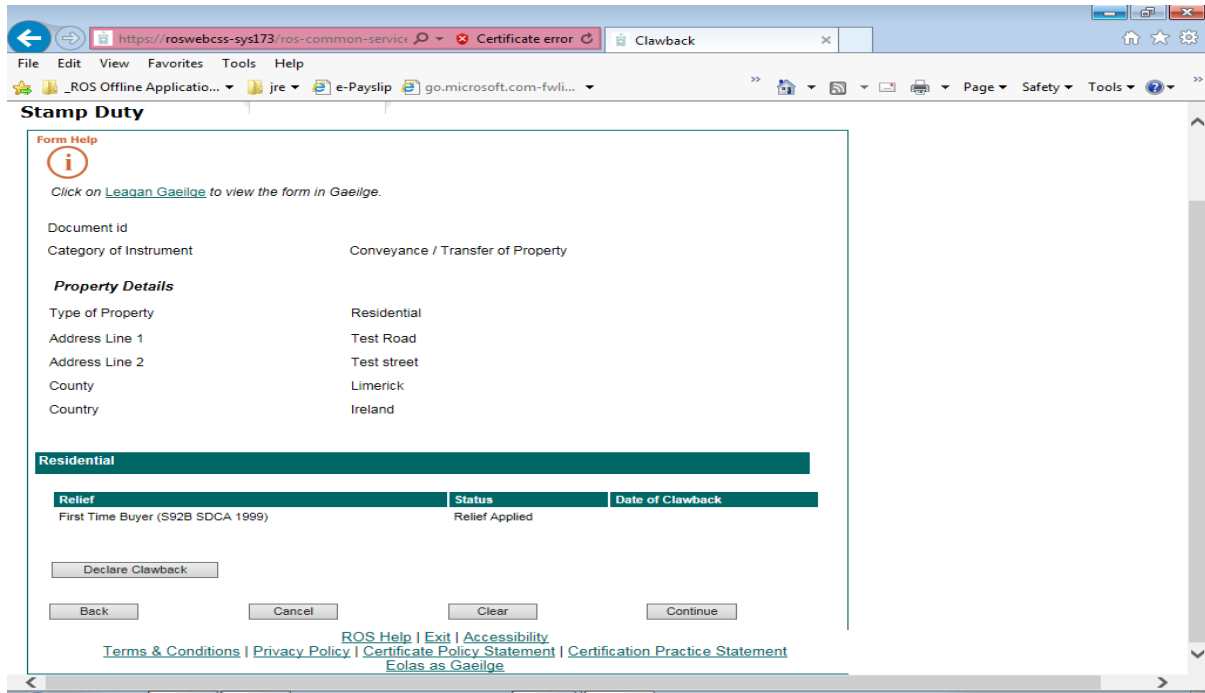 https://roswebcss-sys173/ros-common-service Certificate error Clawback
File Edit View Favorites Tools Help
_ROS Offline Applicatio... jre e-Payslip go.microsoft.com-fwli... Page Safety Tools
Stamp Duty
Form Help
i
Click on Leagan Gaeilge to view the form in Gaeilge.
Document id
Category of Instrument Conveyance / Transfer of Property
Property Details
Type of Property Residential
Address Line 1 Test Road
Address Line 2 Test street
County Limerick
Country Ireland
Residential
Relief Status Date of Clawback
First Time Buyer (S92B SDCA 1999) Relief Applied
Declare Clawback
Back Cancel Clear Continue
ROS Help | Exit | Accessibility
Terms & Conditions | Privacy Policy | Certificate Policy Statement | Certification Practice Statement
Eolas as Gaeilge